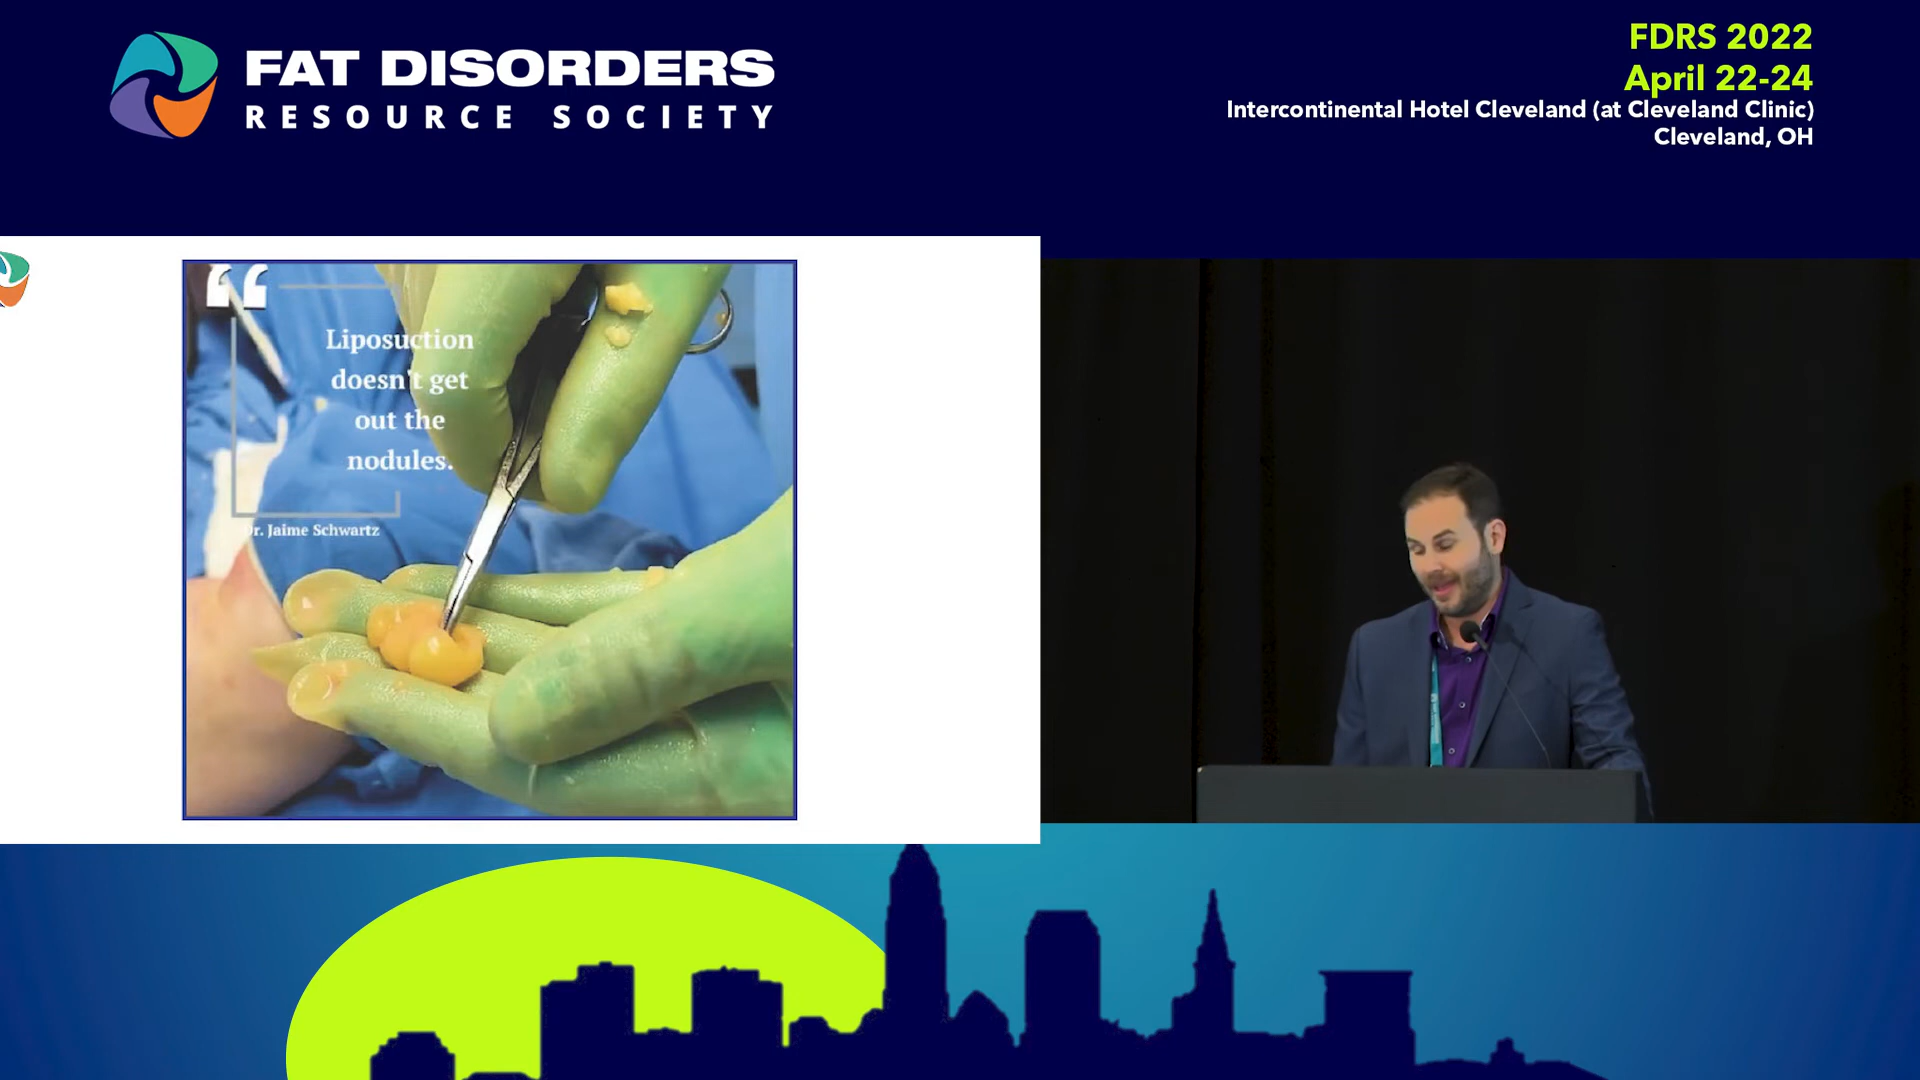 FAT DISORDERS
RESOURCE SOCIETY
FDRS 2022
April 22-24
Intercontinental Hotel Cleveland (at Cleveland Clinic)
Cleveland, OH
“
Liposuction
doesn't get
out the
nodules.
Dr. Jaime Schwartz